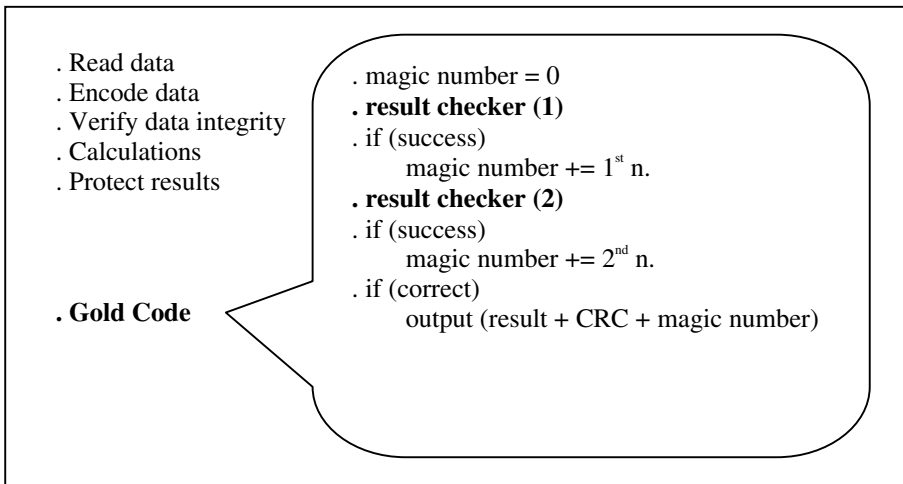 . Read data
. Encode data
. Verify data integrity
. Calculations
. Protect results
. Gold Code
. magic number = 0
. result checker (1)
. if (success)
magic number += 1st n.
. result checker (2)
. if (success)
magic number += 2nd n.
. if (correct)
output (result + CRC + magic number)